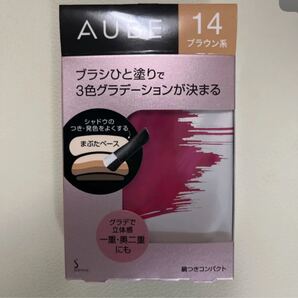 AUBE
14
ブラウン系
ブラシひと塗りで
3色グラデーションが決まる
シャドウの
つき・発色をよくする
まぶたベース
グラデで
立体感
一重・奥二重
にも
鏡つきコンパクト